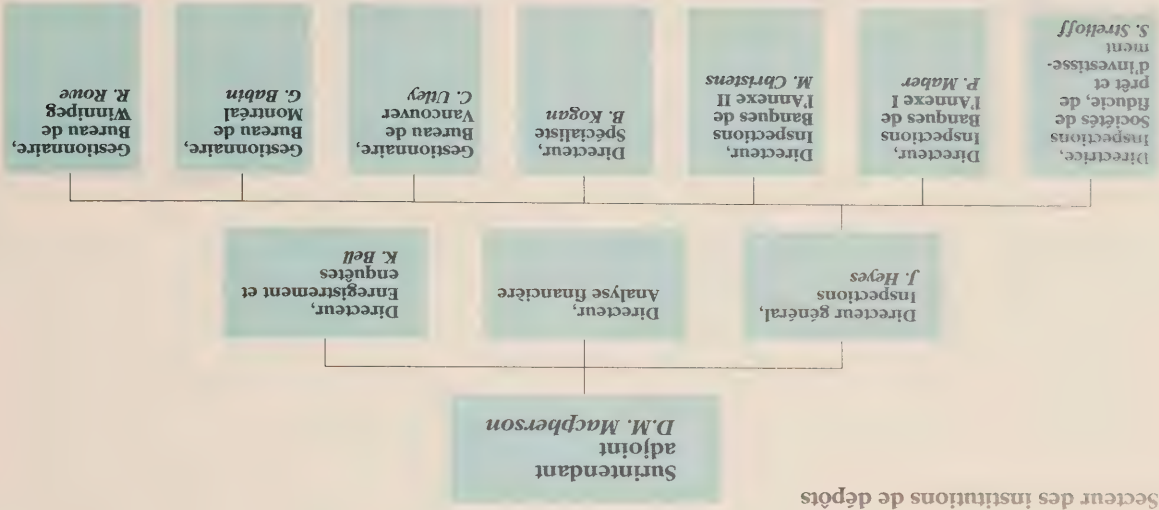 Secteur des institutions de dépôts
Surintendant
adjoint
D.M. Macpherson
Directeur général,
Inspections
J. Heyes
Directeur,
Analyse financière
Directeur,
Enregistrement et
enquêtes
K. Bell
Directrice,
Inspections
Sociétés de
fiducie, de
prêt et
d'investisse-
ment
S. Strelioff
Directeur,
Inspections
Banques de
l'Annexe I
P. Maber
Directeur,
Inspections
Banques de
l'Annexe II
M. Christens
Directeur,
Spécialiste
B. Kogan
Gestionnaire,
Bureau de
Vancouver
C. Utley
Gestionnaire,
Bureau de
Montréal
G. Babin
Gestionnaire,
Bureau de
Winnipeg
R. Rowe